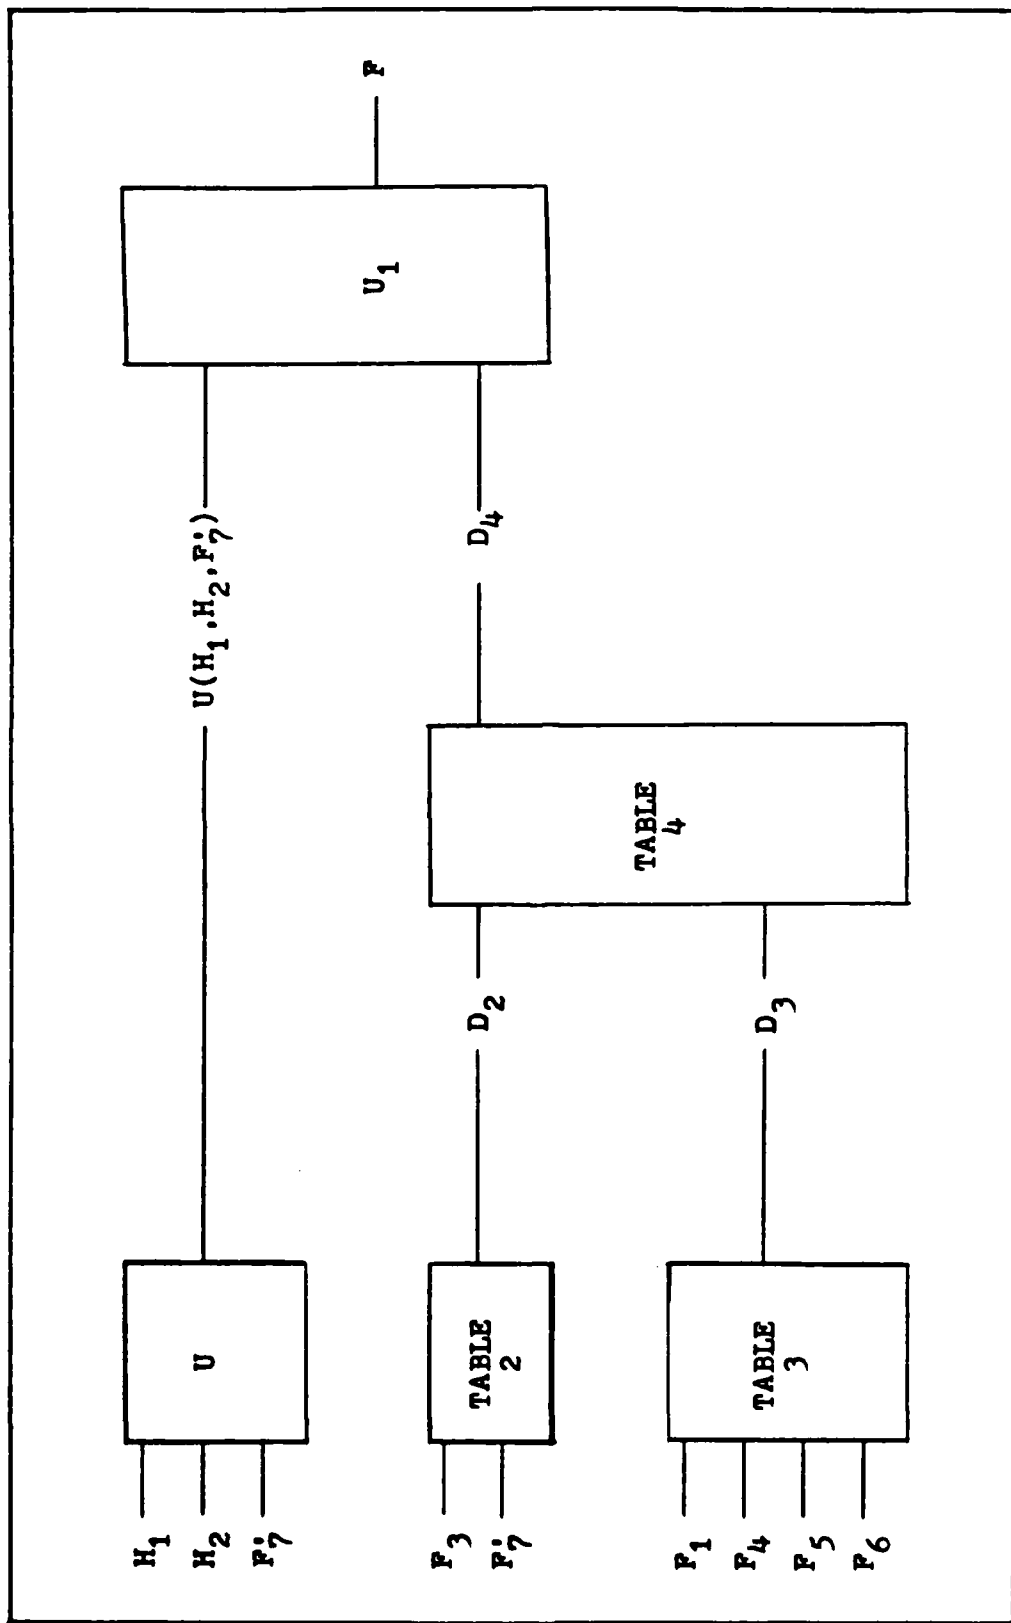 H₁
H₂
F'₇
U
U(H₁,H₂,F'₇)
U₁
F
F₃
F'₇
TABLE
2
D₂
TABLE
4
D₄
F₁
F₄
F₅
F₆
TABLE
3
D₃